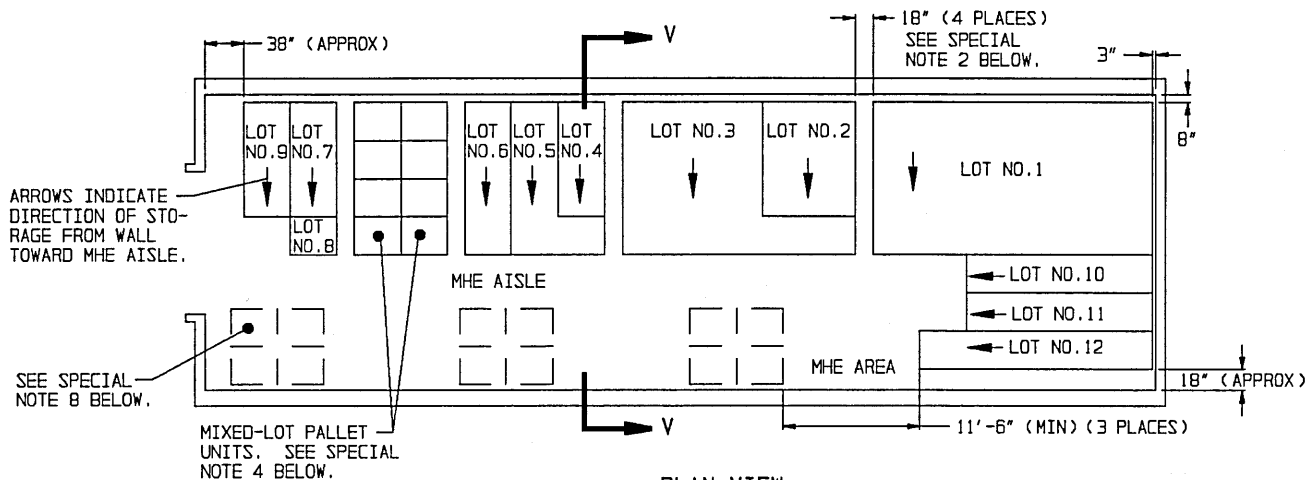 38" (APPROX)
V
18" (4 PLACES)
SEE SPECIAL
NOTE 2 BELOW.
3"
8"
LOT
NO.9
LOT
NO.7
LOT
NO.8
LOT
NO.6
LOT
NO.5
LOT
NO.4
LOT NO.3
LOT NO.2
LOT NO.1
ARROWS INDICATE
DIRECTION OF STO-
RAGE FROM WALL
TOWARD MHE AISLE.
MHE AISLE
LOT NO.10
LOT NO.11
LOT NO.12
MHE AREA
SEE SPECIAL
NOTE 8 BELOW.
MIXED-LOT PALLET
UNITS. SEE SPECIAL
NOTE 4 BELOW.
V
18" (APPROX)
11'-6" (MIN) (3 PLACES)
PLAN VIEW